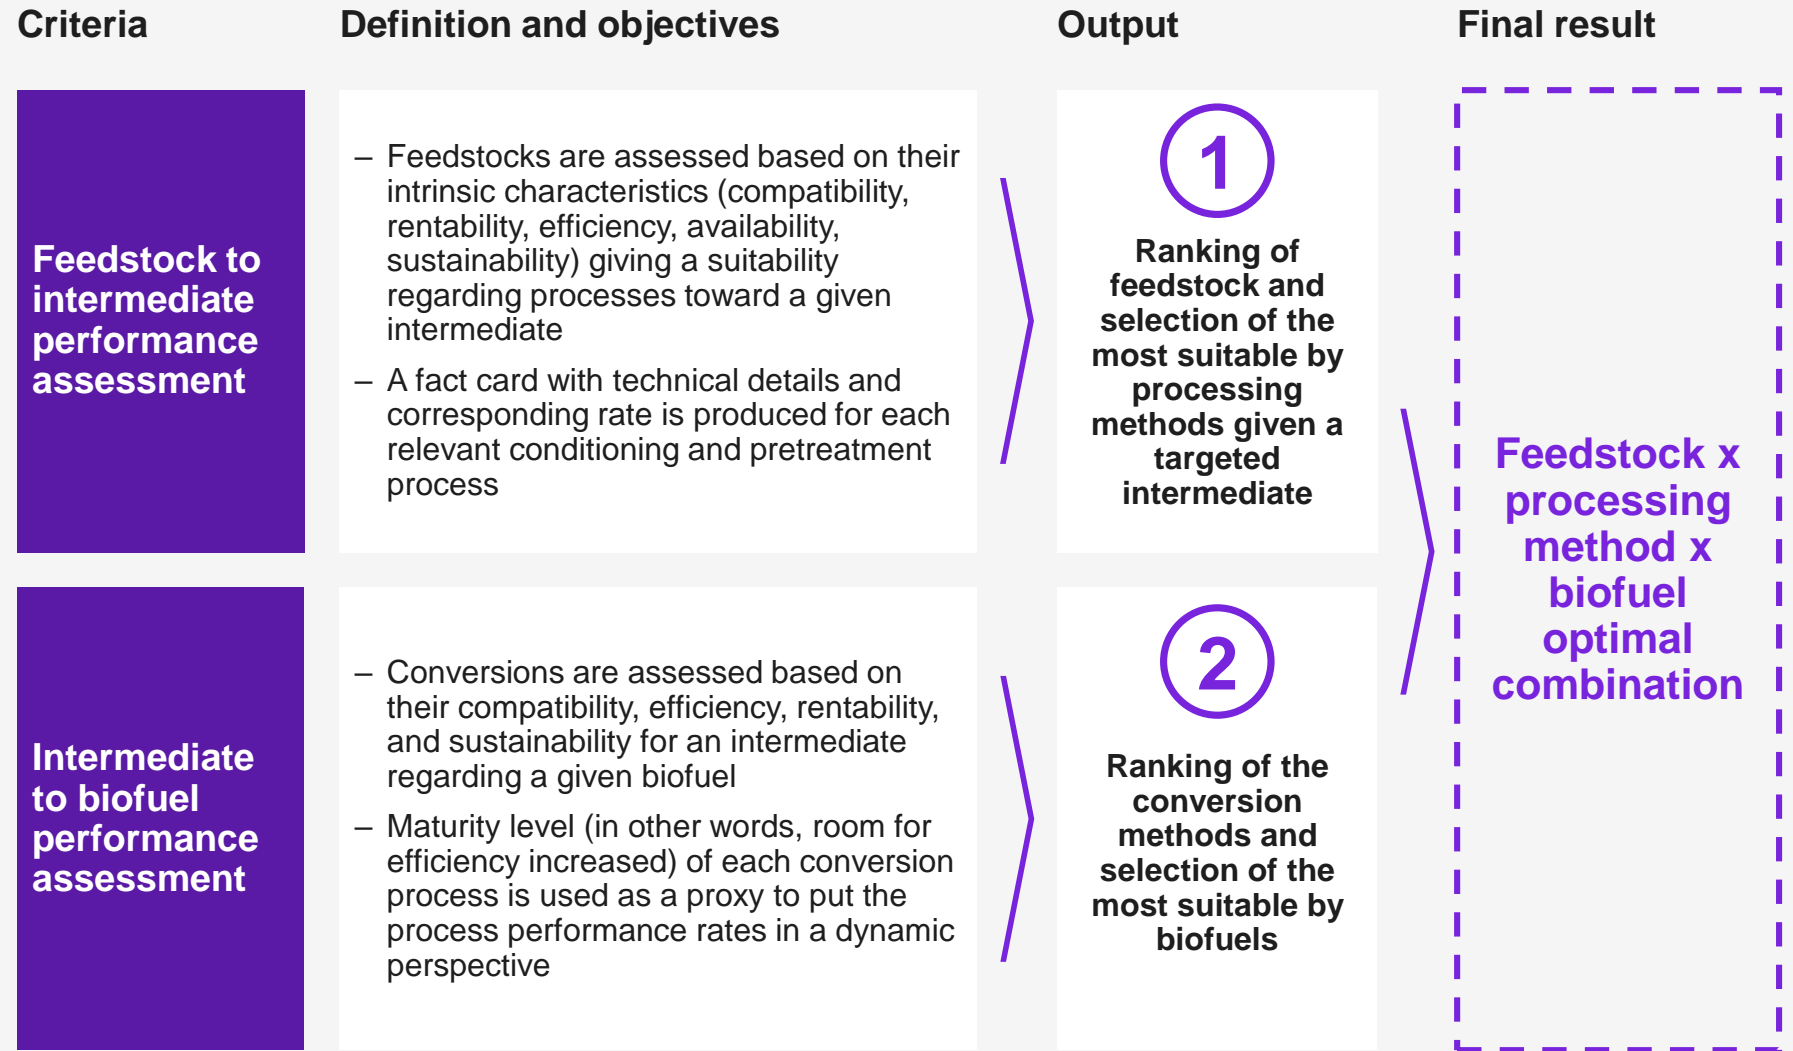 Criteria
Definition and objectives
Output
Final result
Feedstock to
intermediate
performance
assessment
– Feedstocks are assessed based on their
intrinsic characteristics (compatibility,
rentability, efficiency, availability,
sustainability) giving a suitability
regarding processes toward a given
intermediate
– A fact card with technical details and
corresponding rate is produced for each
relevant conditioning and pretreatment
process
1
Ranking of
feedstock and
selection of the
most suitable by
processing
methods given a
targeted
intermediate
Intermediate
to biofuel
performance
assessment
– Conversions are assessed based on
their compatibility, efficiency, rentability,
and sustainability for an intermediate
regarding a given biofuel
– Maturity level (in other words, room for
efficiency increased) of each conversion
process is used as a proxy to put the
process performance rates in a dynamic
perspective
2
Ranking of the
conversion
methods and
selection of the
most suitable by
biofuels
Feedstock x
processing
method x
biofuel
optimal
combination